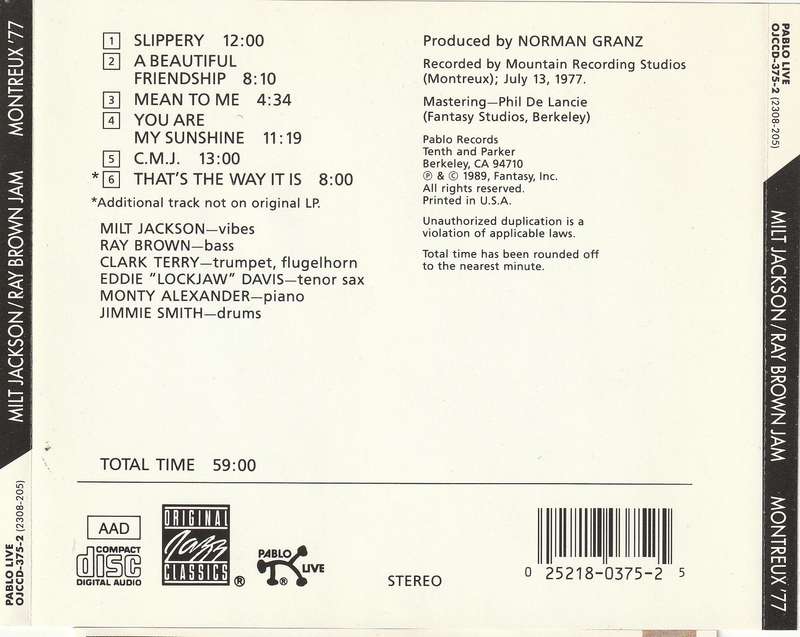 MILT JACKSON/RAY BROWN JAM MONTREUX '77
PABLO LIVE
OJCCD-375-2 (2308-205)
1 SLIPPERY 12:00
2 A BEAUTIFUL
FRIENDSHIP 8:10
3 MEAN TO ME 4:34
4 YOU ARE
MY SUNSHINE 11:19
5 C.M.J. 13:00
*6 THAT'S THE WAY IT IS 8:00
*Additional track not on original LP.
MILT JACKSON—vibes
RAY BROWN—bass
CLARK TERRY—trumpet, flugelhorn
EDDIE "LOCKJAW" DAVIS—tenor sax
MONTY ALEXANDER—piano
JIMMIE SMITH—drums
TOTAL TIME 59:00
Produced by NORMAN GRANZ
Recorded by Mountain Recording Studios
(Montreux); July 13, 1977.
Mastering—Phil De Lancie
(Fantasy Studios, Berkeley)
Pablo Records
Tenth and Parker
Berkeley, CA 94710
℗ & © 1989, Fantasy, Inc.
All rights reserved.
Printed in U.S.A.
Unauthorized duplication is a
violation of applicable laws.
Total time has been rounded off
to the nearest minute.
AAD
COMPACT
disc
DIGITAL AUDIO
ORIGINAL
Jazz
CLASSICS®
PABLO
LIVE
®
STEREO
0 25218-0375-2 5
PABLO LIVE
OJCCD-375-2 (2308-205)
MILT JACKSON/RAY BROWN JAM MONTREUX '77